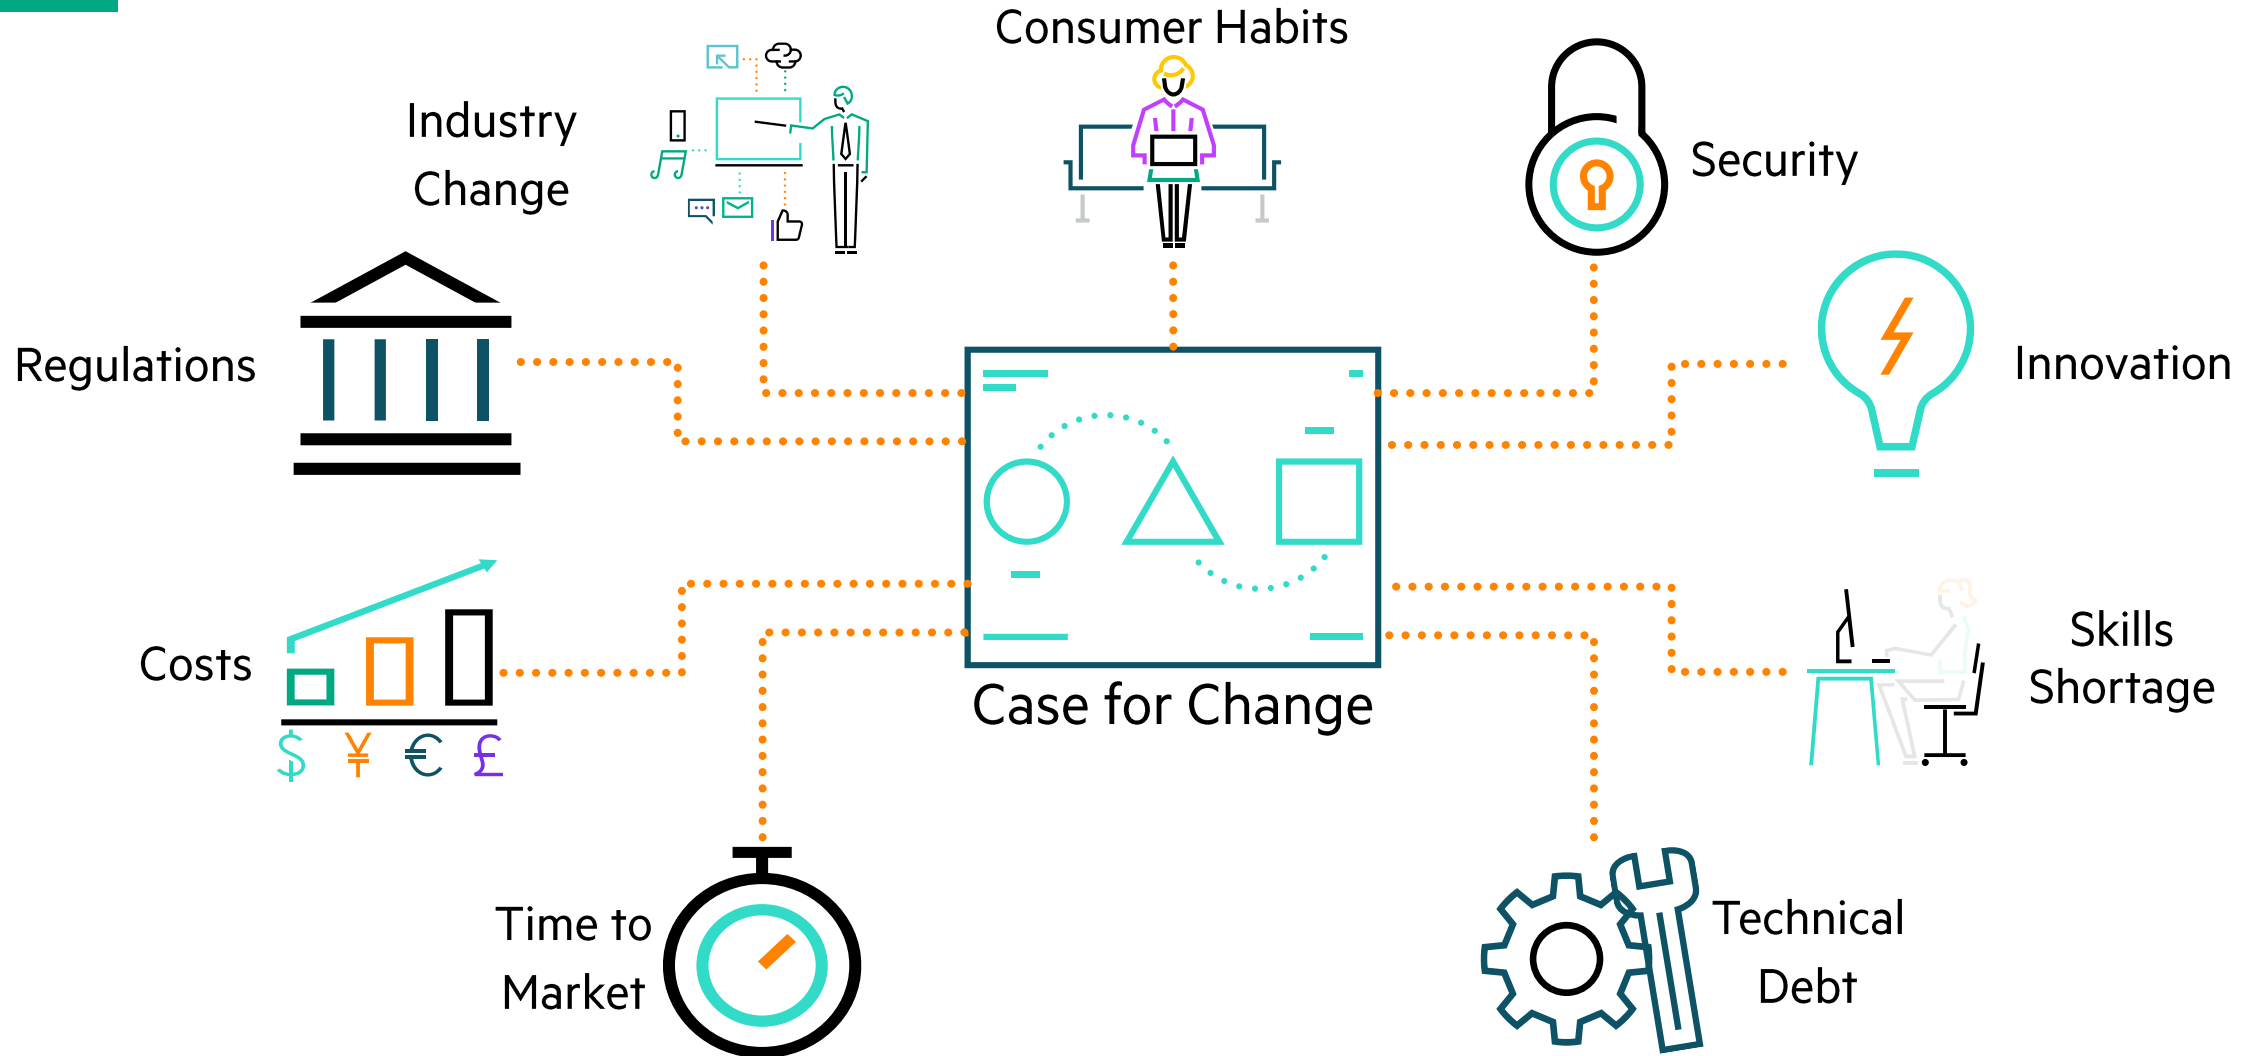 Consumer Habits
Industry
Change
Security
Regulations
Innovation
Costs
$ ¥ € £
Case for Change
Skills
Shortage
Time to
Market
Technical
Debt